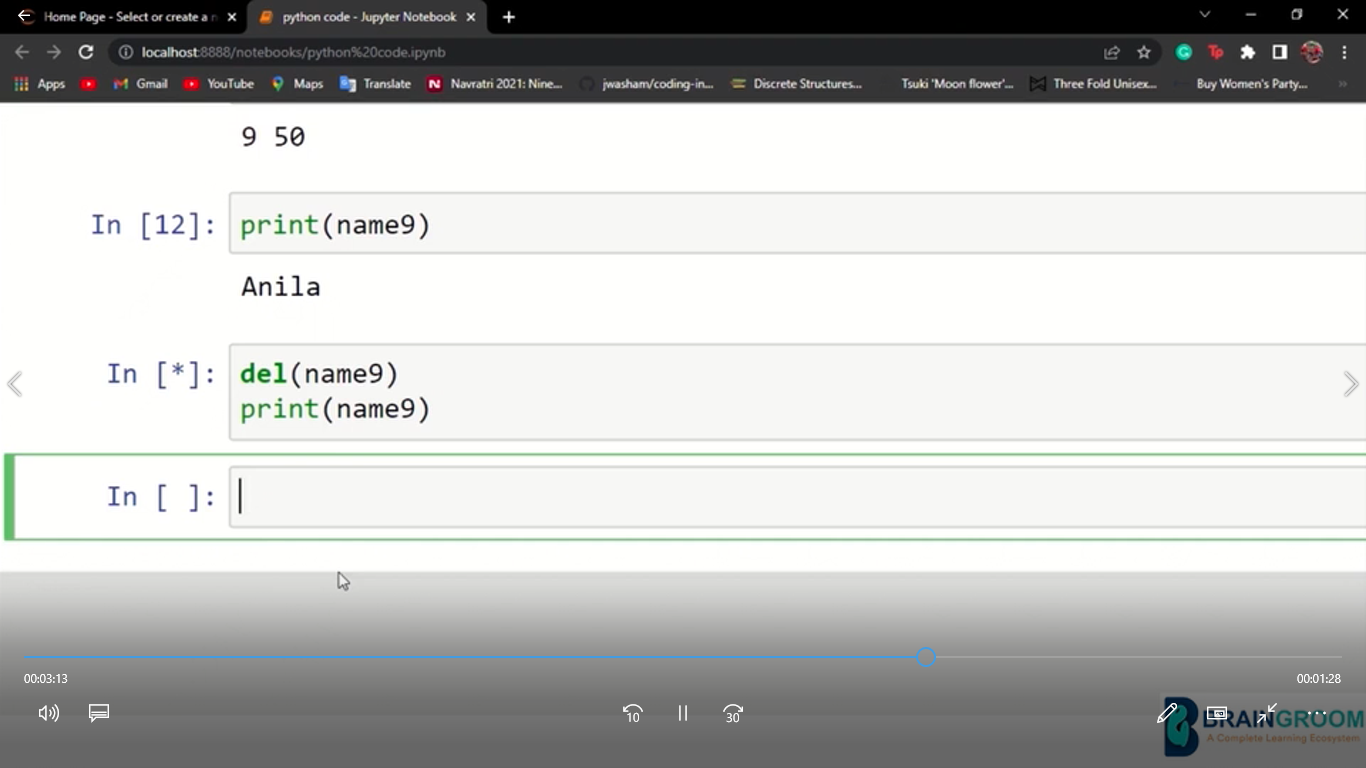 Home Page - Select or create a n
python code - Jupyter Notebook
localhost:8888/notebooks/python%20code.ipynb
Apps
Gmail
YouTube
Maps
Translate
N
Navratri 2021: Nine...
jwasham/coding-in...
Discrete Structures...
Tsuki 'Moon flower'...
Three Fold Unisex...
Buy Women's Party...
9 50
In [12]: print(name9)
Anila
In [*]: del(name9)
print(name9)
In [ ]:
00:03:13
00:01:28
10
30
BRAINGROOM
A Complete Learning Ecosystem